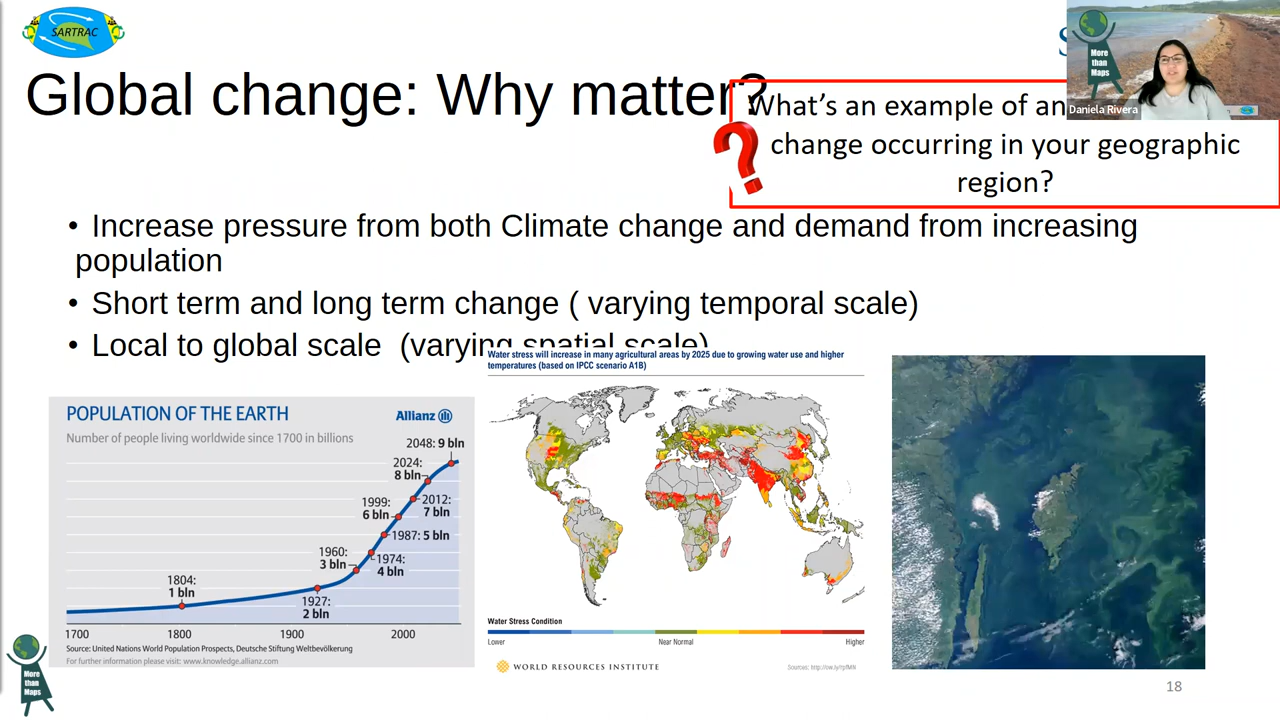 SARTRAC
S
Global change: Why matter?
What's an example of an
change occurring in your geographic
region?
More
than
Maps
Daniela Rivera
• Increase pressure from both Climate change and demand from increasing
population
• Short term and long term change ( varying temporal scale)
• Local to global scale (varying spatial scale)
POPULATION OF THE EARTH
Allianz
Number of people living worldwide since 1700 in billions
2048: 9 bln
2024:
8 bln
2012:
7 bln
1999:
6 bln
1987: 5 bln
1974:
4 bln
1960:
3 bln
1927:
2 bln
1804:
1 bln
1700
1800
1900
2000
Source: United Nations World Population Prospects, Deutsche Stiftung Weltbevölkerung
For further information please visit: www.knowledge.allianz.com
Water stress will increase in many agricultural areas by 2025 due to growing water use and higher
temperatures (based on IPCC scenario A1B)
Water Stress Condition
Lower
Near Normal
Higher
WORLD RESOURCES INSTITUTE
More
than
Maps
18